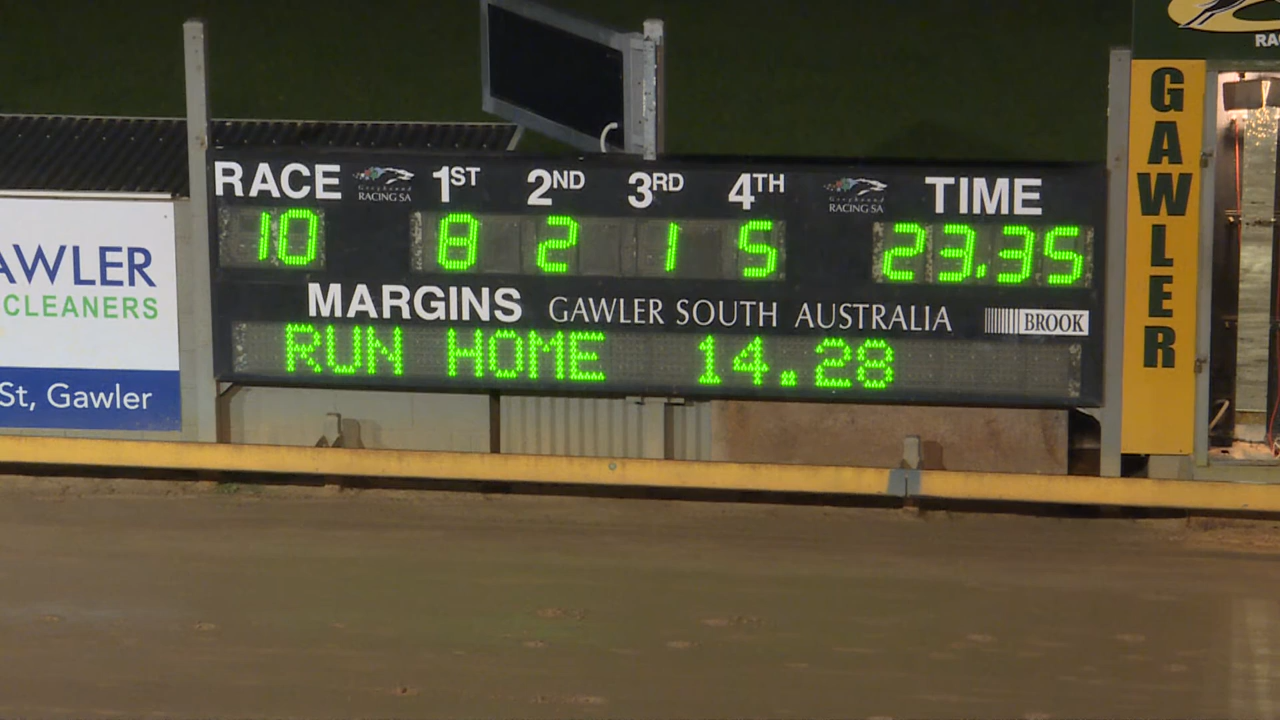 RAC
GAWLER
RACE 1ST 2ND 3RD 4TH TIME
Greyhound RACING SA
Greyhound RACING SA
10 8 2 1 5 23.35
MARGINS GAWLER SOUTH AUSTRALIA BROOK
RUN HOME 14.28
AWLER
CLEANERS
St, Gawler